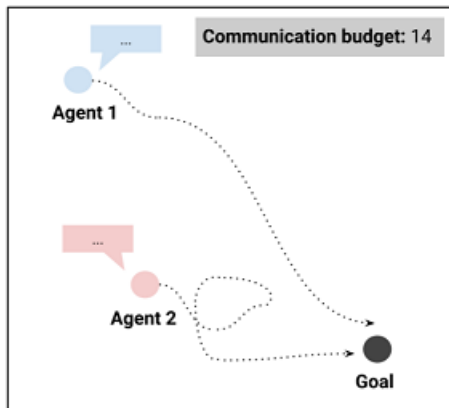 ...
Communication budget: 14
Agent 1
...
Agent 2
Goal